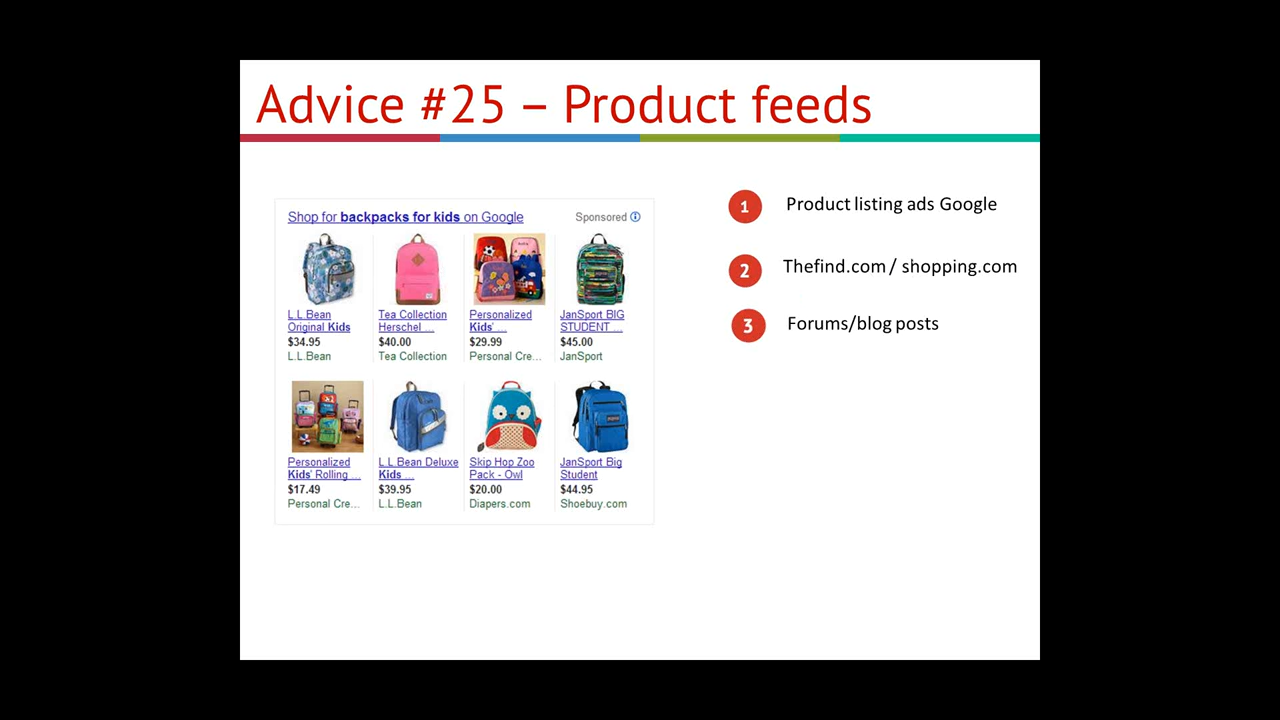 Advice #25 – Product feeds
Shop for backpacks for kids on Google
Sponsored
L.L.Bean
Original Kids
$34.95
L.L.Bean
Tea Collection
Herschel ...
$40.00
Tea Collection
Personalized
Kids' ...
$29.99
Personal Cre...
JanSport BIG
STUDENT ...
$45.00
JanSport
Personalized
Kids' Rolling ...
$17.49
Personal Cre...
L.L.Bean Deluxe
Kids ...
$39.95
L.L.Bean
Skip Hop Zoo
Pack - Owl
$20.00
Diapers.com
JanSport Big
Student
$44.95
Shoebuy.com
1 Product listing ads Google
2 Thefind.com / shopping.com
3 Forums/blog posts